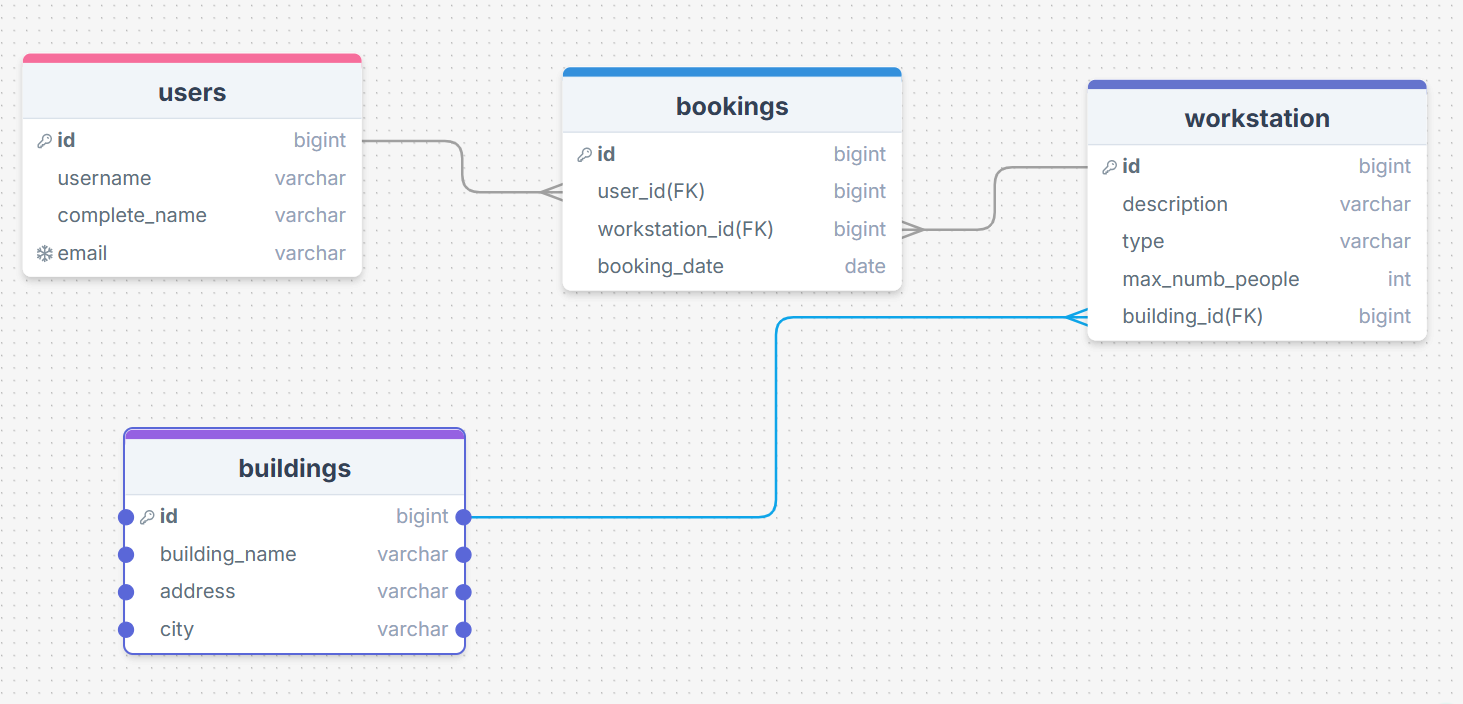 users
id bigint
username varchar
complete_name varchar
email varchar
bookings
id bigint
user_id(FK) bigint
workstation_id(FK) bigint
booking_date date
workstation
id bigint
description varchar
type varchar
max_numb_people int
building_id(FK) bigint
buildings
id bigint
building_name varchar
address varchar
city varchar